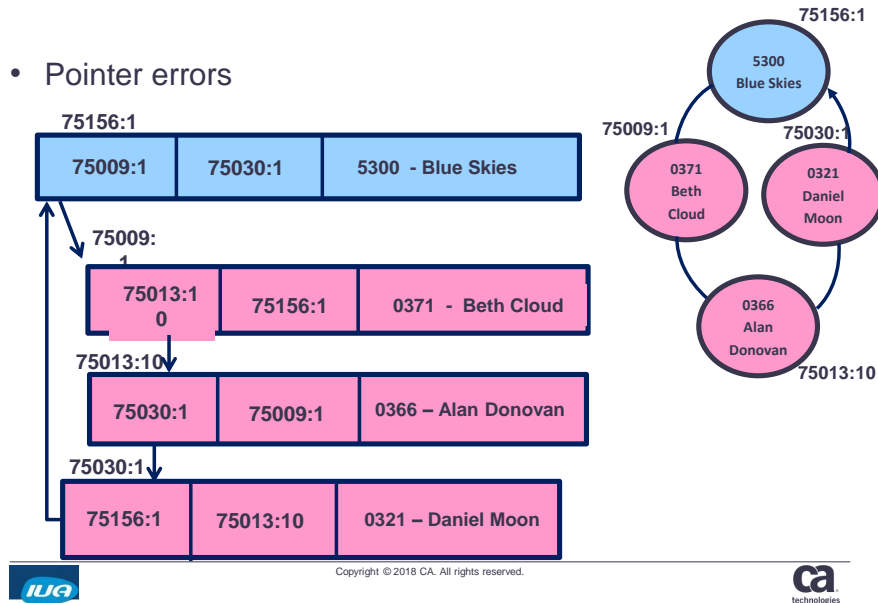 • Pointer errors
75156:1
75009:1 75030:1 5300 - Blue Skies
75009:
1
75013:1
0
75156:1 0371 - Beth Cloud
75013:10
75030:1 75009:1 0366 – Alan Donovan
75030:1
75156:1 75013:10 0321 – Daniel Moon
75156:1
5300
Blue Skies
75009:1
75030:1
0371
Beth
Cloud
0321
Daniel
Moon
0366
Alan
Donovan
75013:10
IUA
Copyright © 2018 CA. All rights reserved.
ca
technologies